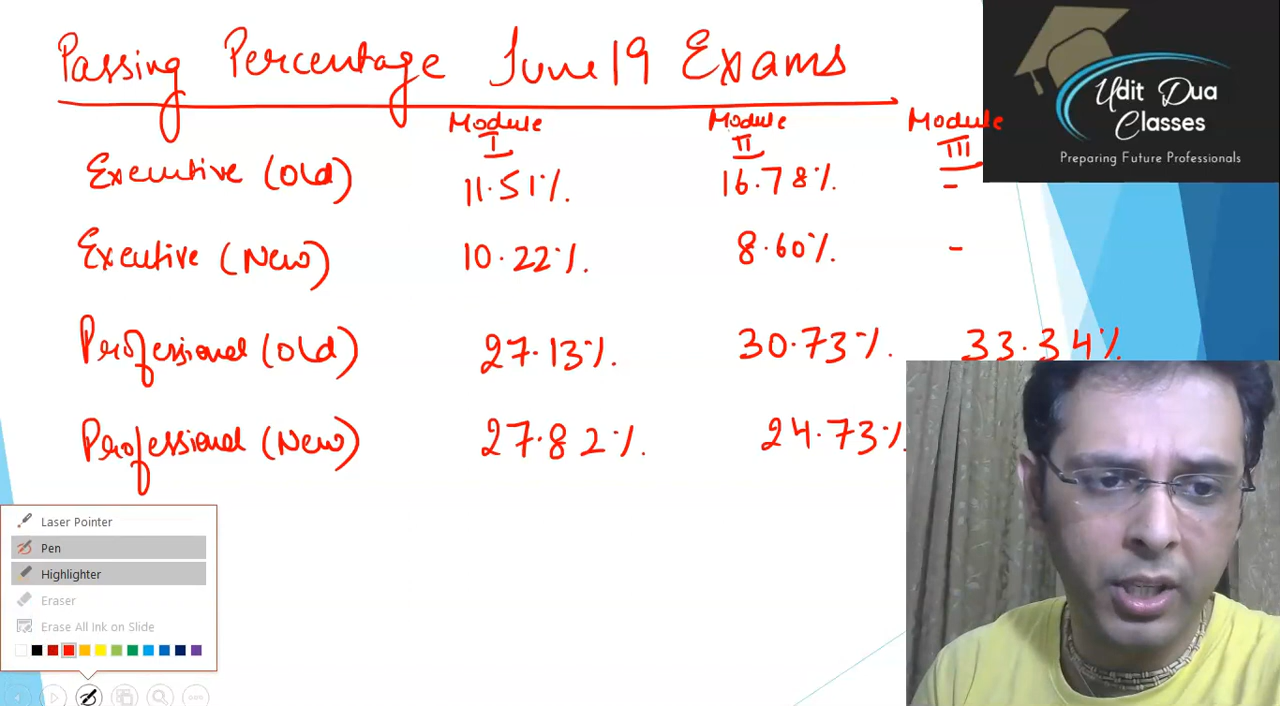 Passing Percentage June 19 Exams
Udit Dua
Classes
Preparing Future Professionals
Module I Module II Module III
Executive (Old) 11.51% 16.78% -
Executive (New) 10.22% 8.60% -
Professional (Old) 27.13% 30.73% 33.34%
Professional (New) 27.82% 24.73%
Laser Pointer
Pen
Highlighter
Eraser
Erase All Ink on Slide